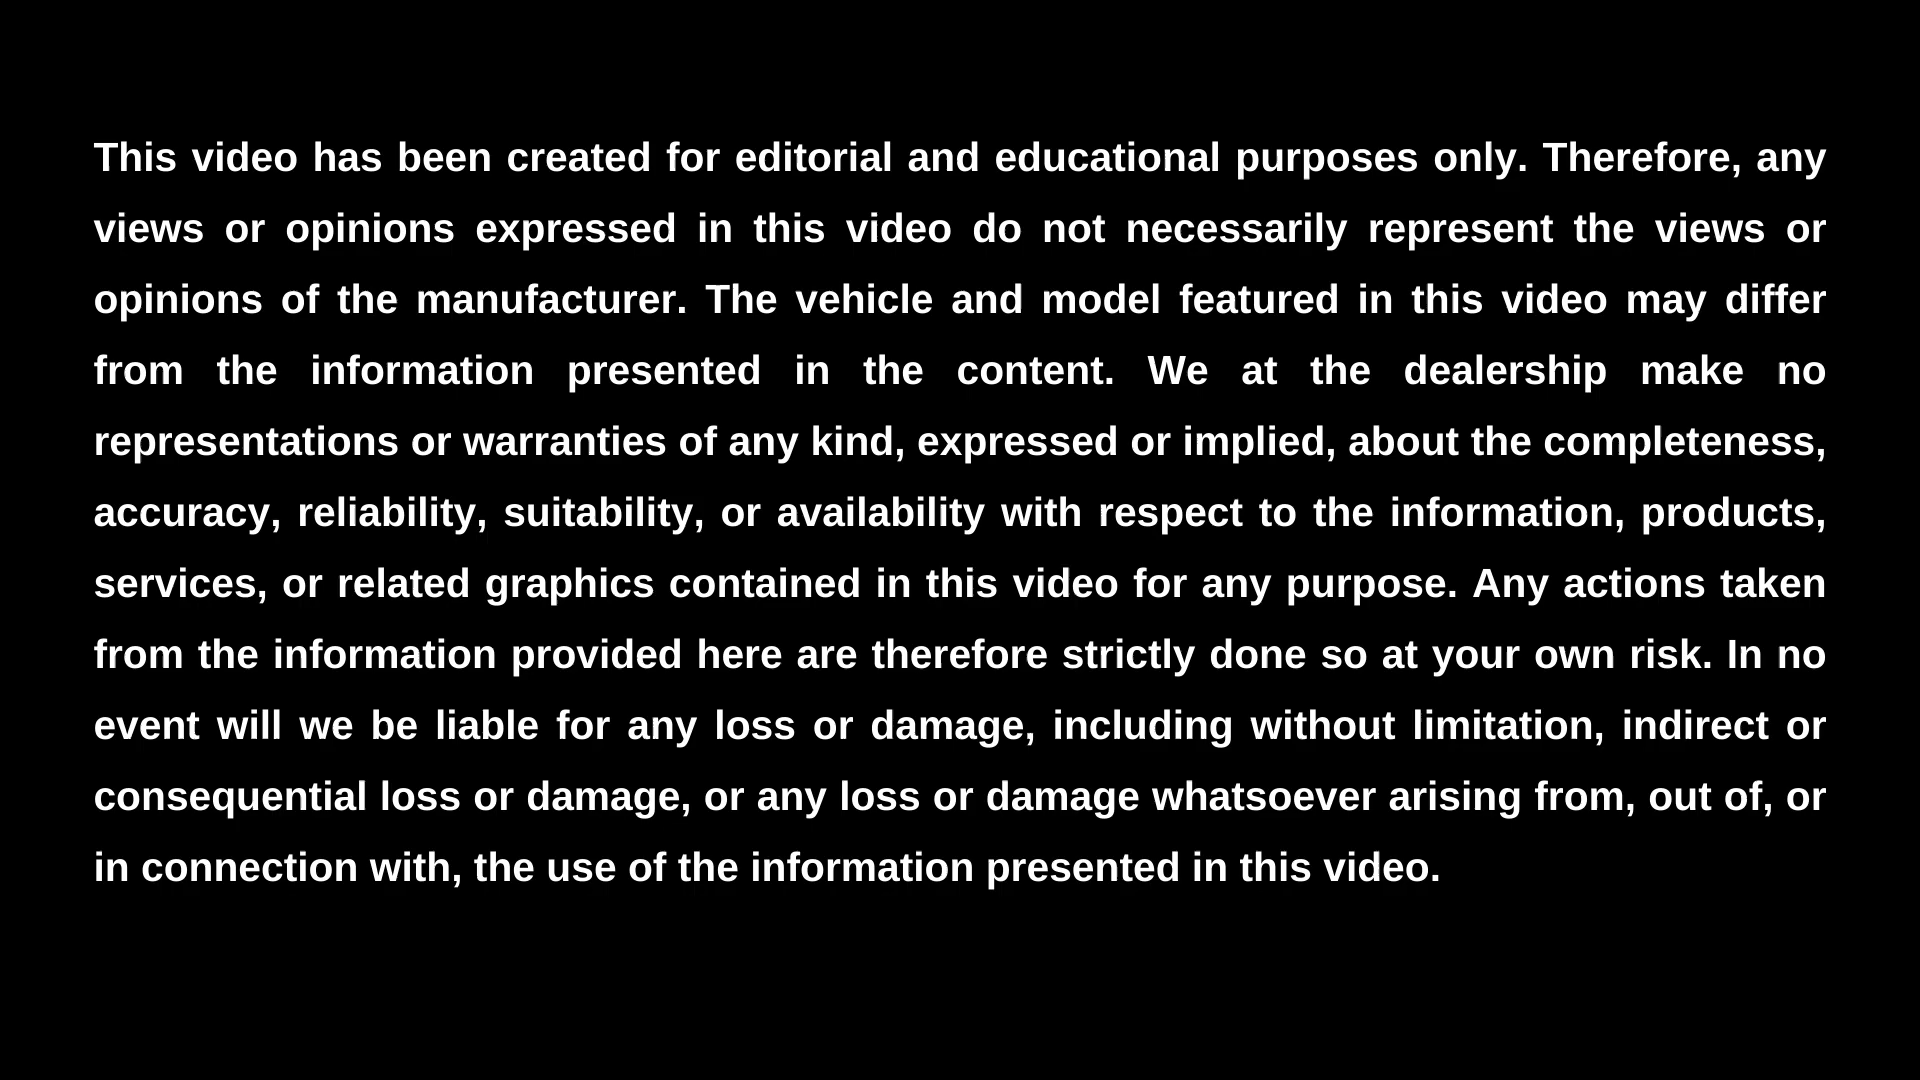 This video has been created for editorial and educational purposes only. Therefore, any
views or opinions expressed in this video do not necessarily represent the views or
opinions of the manufacturer. The vehicle and model featured in this video may differ
from the information presented in the content. We at the dealership make no
representations or warranties of any kind, expressed or implied, about the completeness,
accuracy, reliability, suitability, or availability with respect to the information, products,
services, or related graphics contained in this video for any purpose. Any actions taken
from the information provided here are therefore strictly done so at your own risk. In no
event will we be liable for any loss or damage, including without limitation, indirect or
consequential loss or damage, or any loss or damage whatsoever arising from, out of, or
in connection with, the use of the information presented in this video.